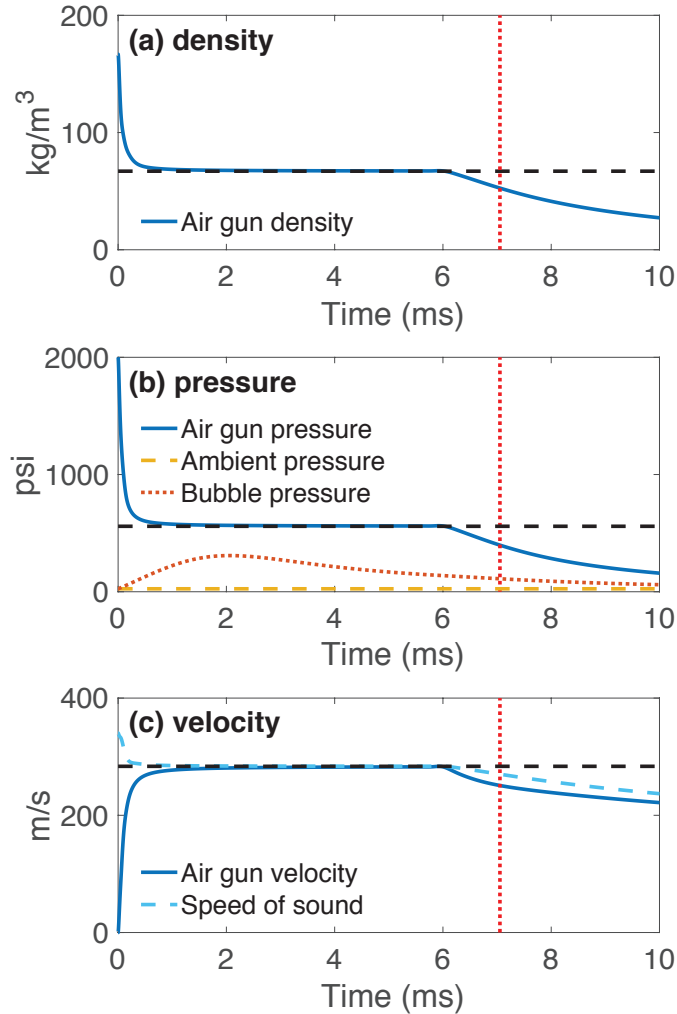 (a) density
200
100
0
kg/m³
Air gun density
0 2 4 6 8 10
Time (ms)
(b) pressure
2000
1000
0
psi
Air gun pressure
Ambient pressure
Bubble pressure
0 2 4 6 8 10
Time (ms)
(c) velocity
400
200
0
m/s
Air gun velocity
Speed of sound
0 2 4 6 8 10
Time (ms)